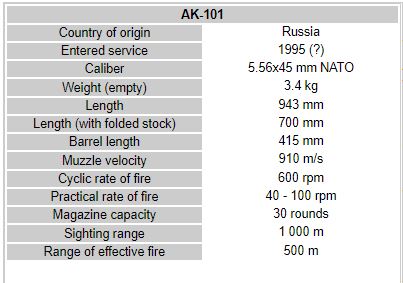 AK-101
Country of origin Russia
Entered service 1995 (?)
Caliber 5.56x45 mm NATO
Weight (empty) 3.4 kg
Length 943 mm
Length (with folded stock) 700 mm
Barrel length 415 mm
Muzzle velocity 910 m/s
Cyclic rate of fire 600 rpm
Practical rate of fire 40 - 100 rpm
Magazine capacity 30 rounds
Sighting range 1 000 m
Range of effective fire 500 m